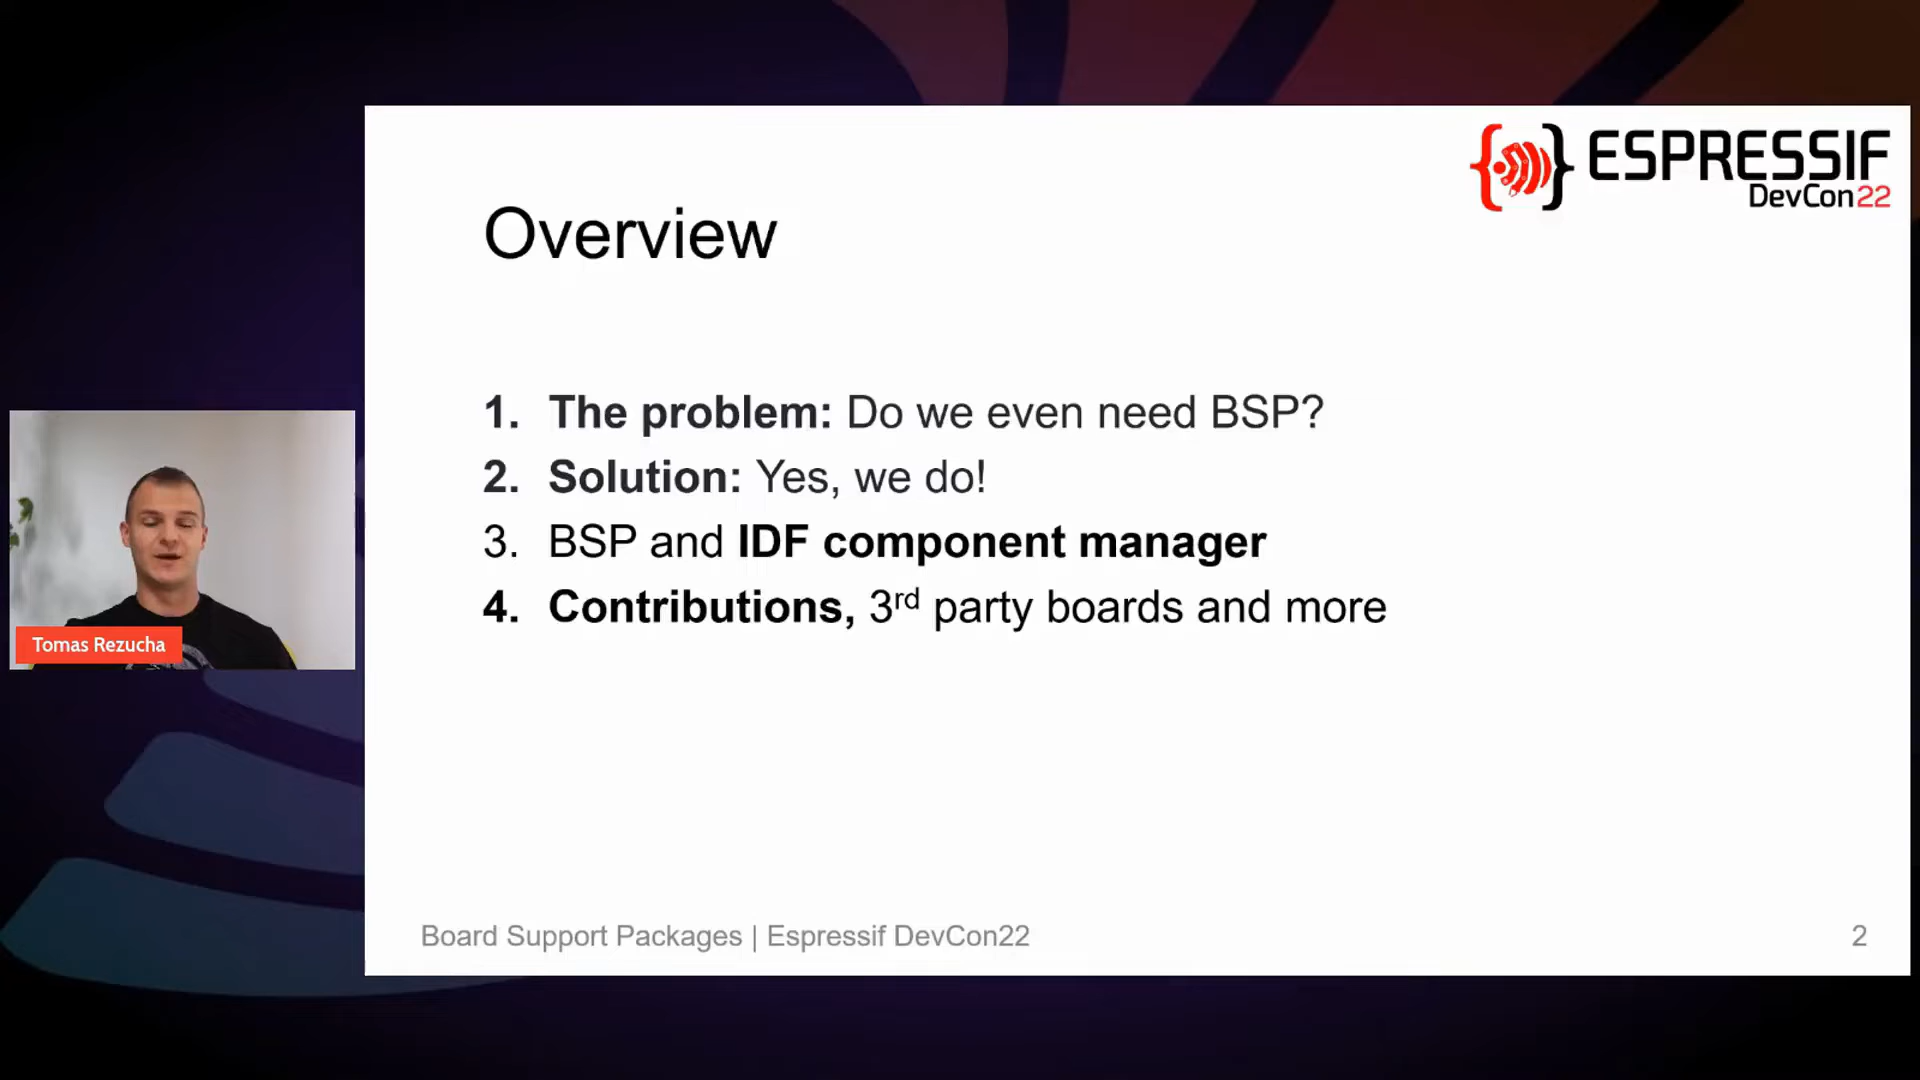 ESPRESSIF
DevCon22
Overview
1. The problem: Do we even need BSP?
2. Solution: Yes, we do!
3. BSP and IDF component manager
4. Contributions, 3rd party boards and more
Tomas Rezucha
Board Support Packages | Espressif DevCon22
2